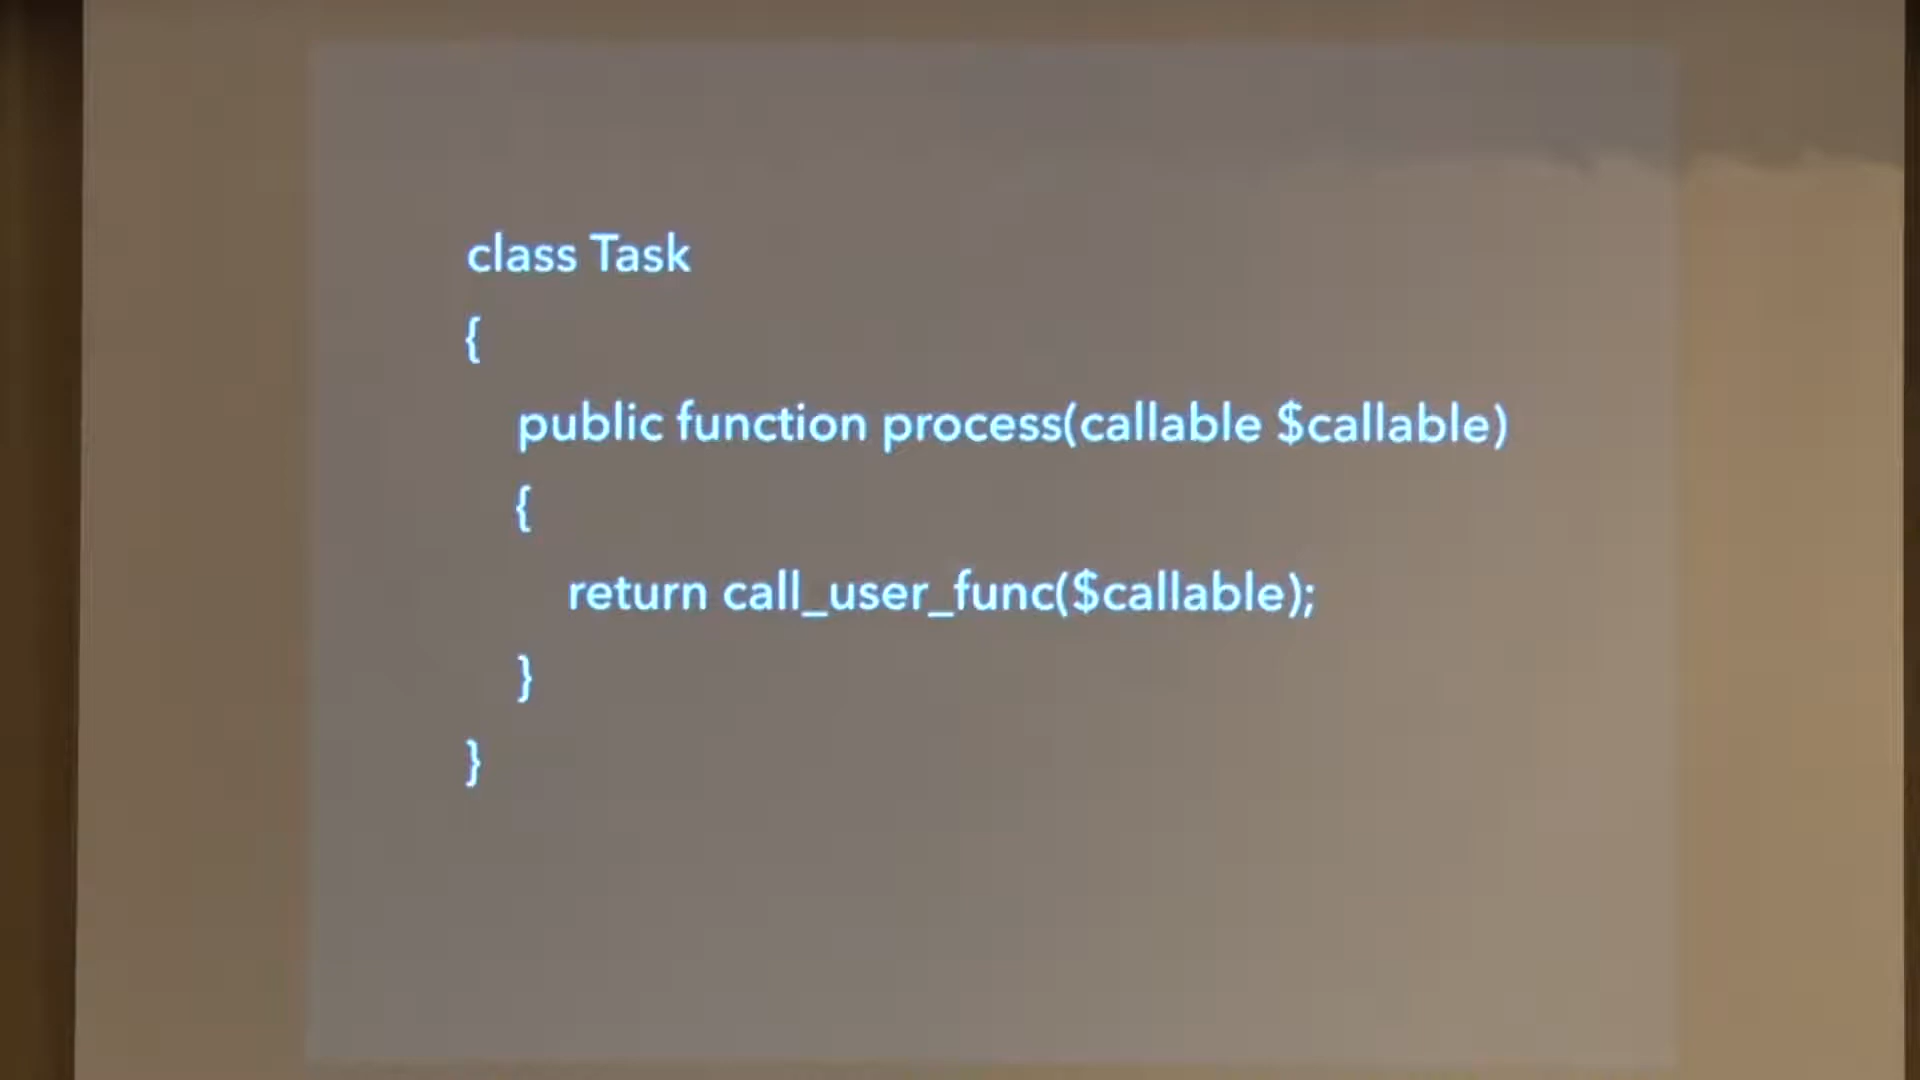 class Task
{
public function process(callable $callable)
{
return call_user_func($callable);
}
}